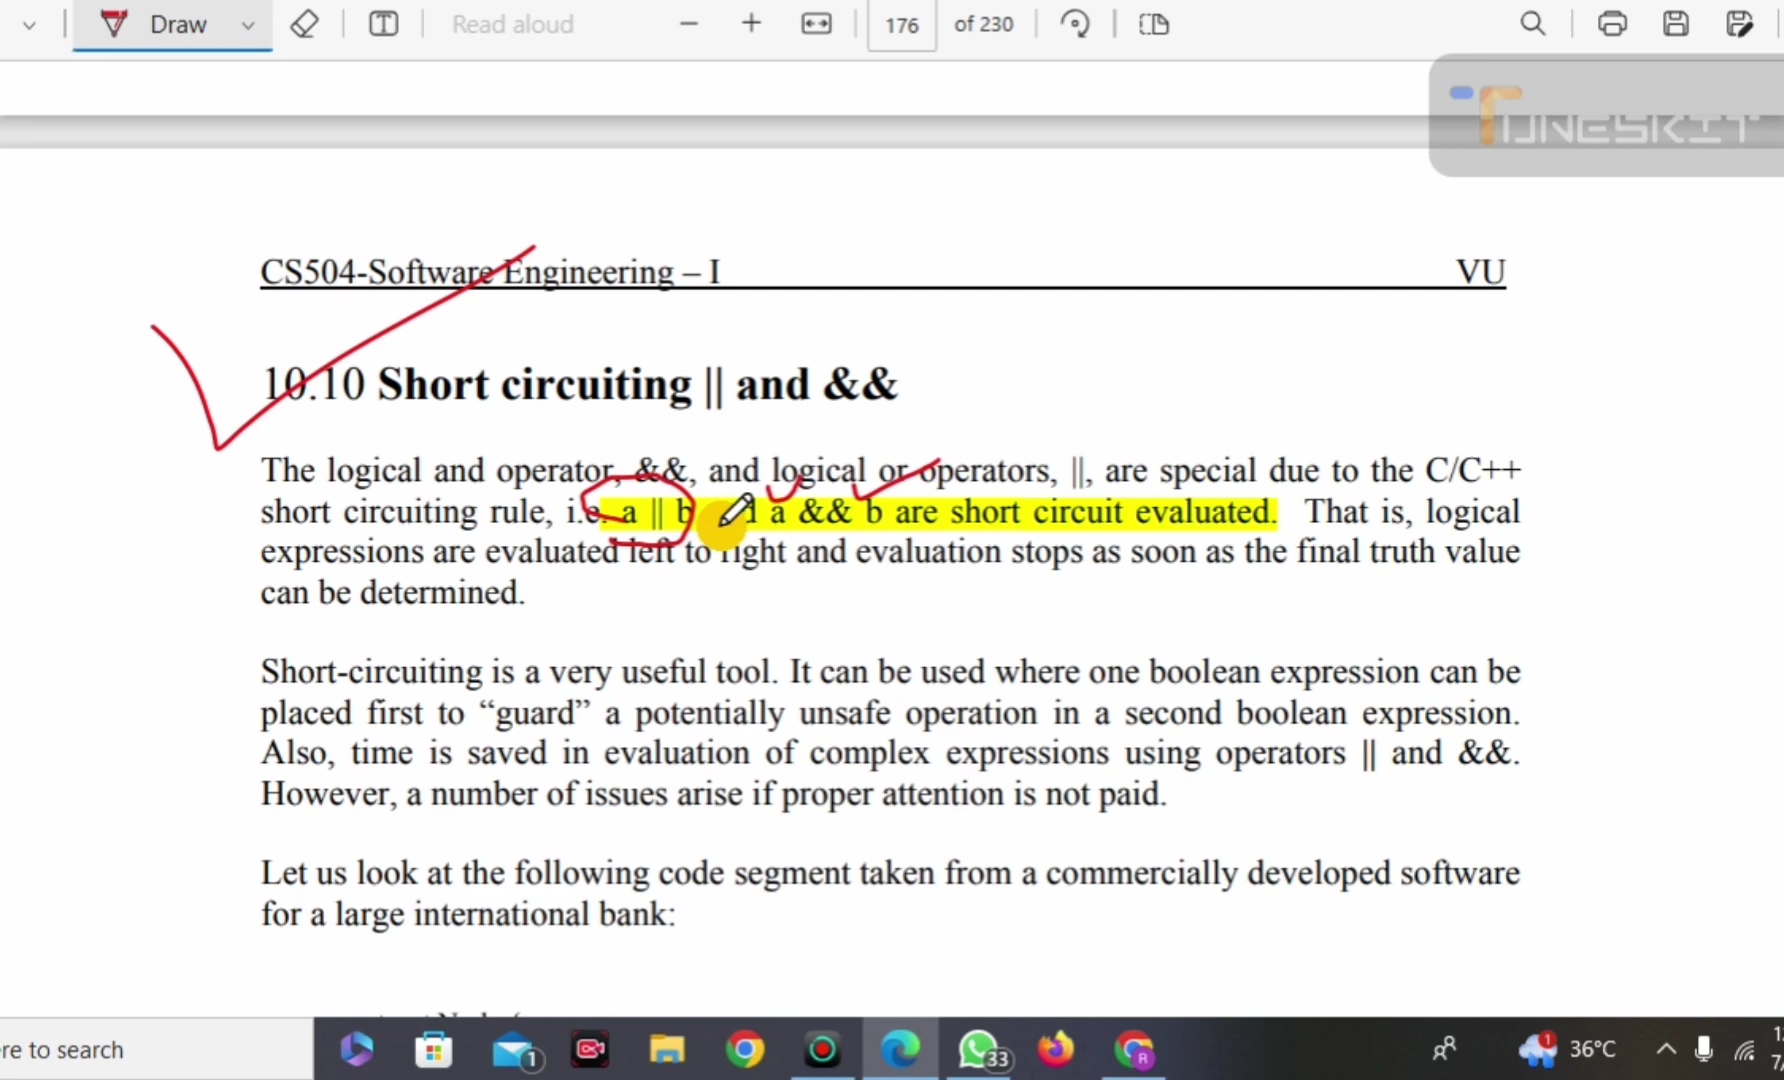 Draw
Read aloud
176
of 230
TUNESKIT
CS504-Software Engineering – I VU
10.10 Short circuiting || and &&
The logical and operator, &&, and logical or operators, ||, are special due to the C/C++
short circuiting rule, i.e. a || b a && b are short circuit evaluated. That is, logical
expressions are evaluated left to right and evaluation stops as soon as the final truth value
can be determined.
Short-circuiting is a very useful tool. It can be used where one boolean expression can be
placed first to “guard” a potentially unsafe operation in a second boolean expression.
Also, time is saved in evaluation of complex expressions using operators || and &&.
However, a number of issues arise if proper attention is not paid.
Let us look at the following code segment taken from a commercially developed software
for a large international bank:
re to search
1
33
R
1
36°C